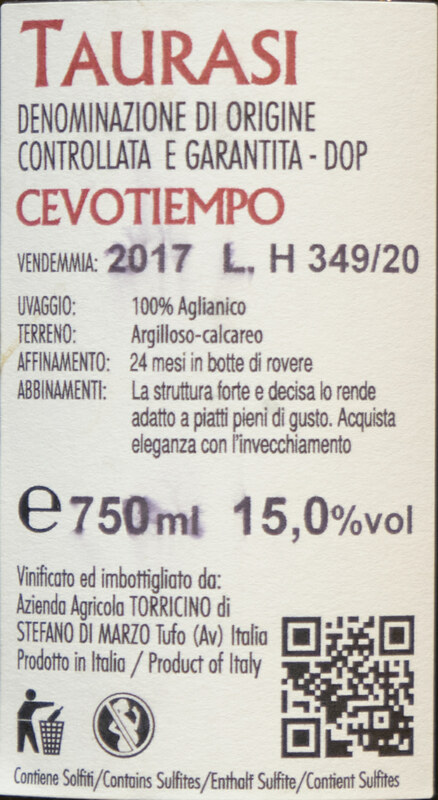 TAURASI
DENOMINAZIONE DI ORIGINE
CONTROLLATA E GARANTITA - DOP
CEVOTIEMPO
VENDEMMIA: 2017 L. H 349/20
UVAGGIO: 100% Aglianico
TERRENO: Argilloso-calcareo
AFFINAMENTO: 24 mesi in botte di rovere
ABBINAMENTI: La struttura forte e decisa lo rende
adatto a piatti pieni di gusto. Acquista
eleganza con l'invecchiamento
℮ 750ml 15,0%vol
Vinificato ed imbottigliato da:
Azienda Agricola TORRICINO di
STEFANO DI MARZO Tufo (Av) Italia
Prodotto in Italia / Product of Italy
Contiene Solfiti/Contains Sulfites/Enthalt Sulfite/Contient Sulfites